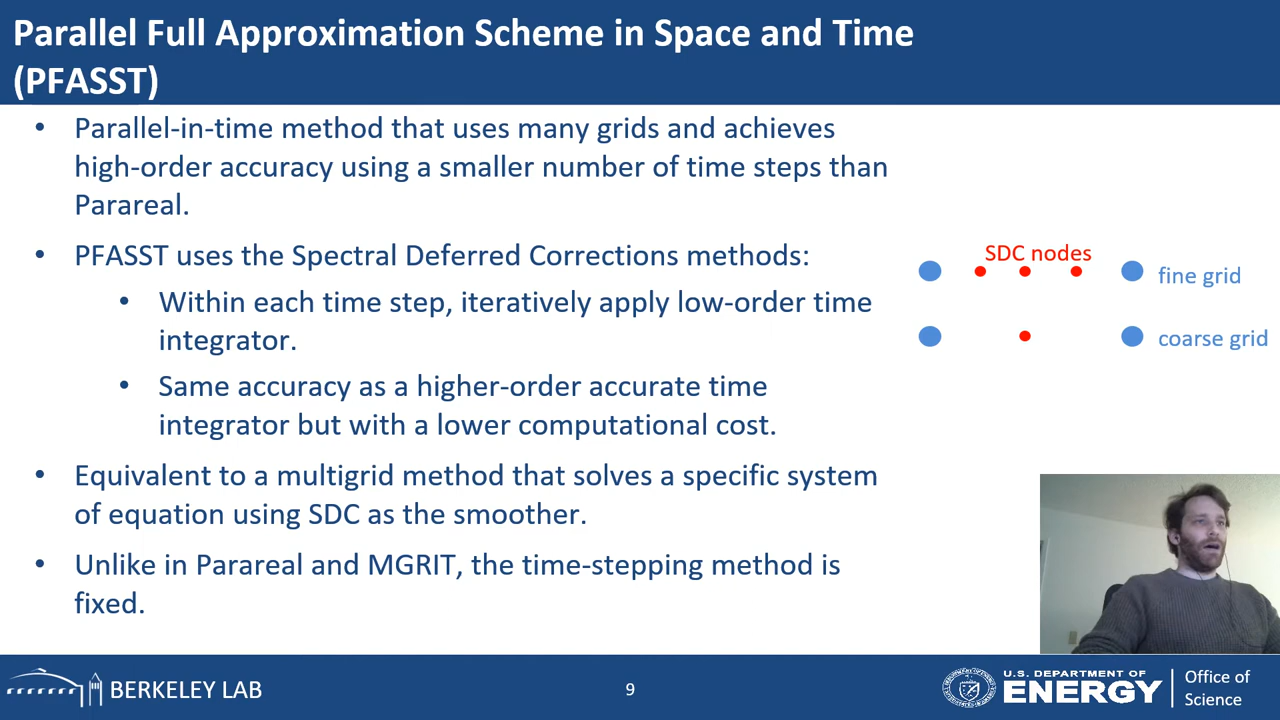 Parallel Full Approximation Scheme in Space and Time
(PFASST)
• Parallel-in-time method that uses many grids and achieves
high-order accuracy using a smaller number of time steps than
Parareal.
• PFASST uses the Spectral Deferred Corrections methods:
• Within each time step, iteratively apply low-order time
integrator.
• Same accuracy as a higher-order accurate time
integrator but with a lower computational cost.
• Equivalent to a multigrid method that solves a specific system
of equation using SDC as the smoother.
• Unlike in Parareal and MGRIT, the time-stepping method is
fixed.
SDC nodes
fine grid
coarse grid
BERKELEY LAB
9
U.S. DEPARTMENT OF
ENERGY
Office of
Science